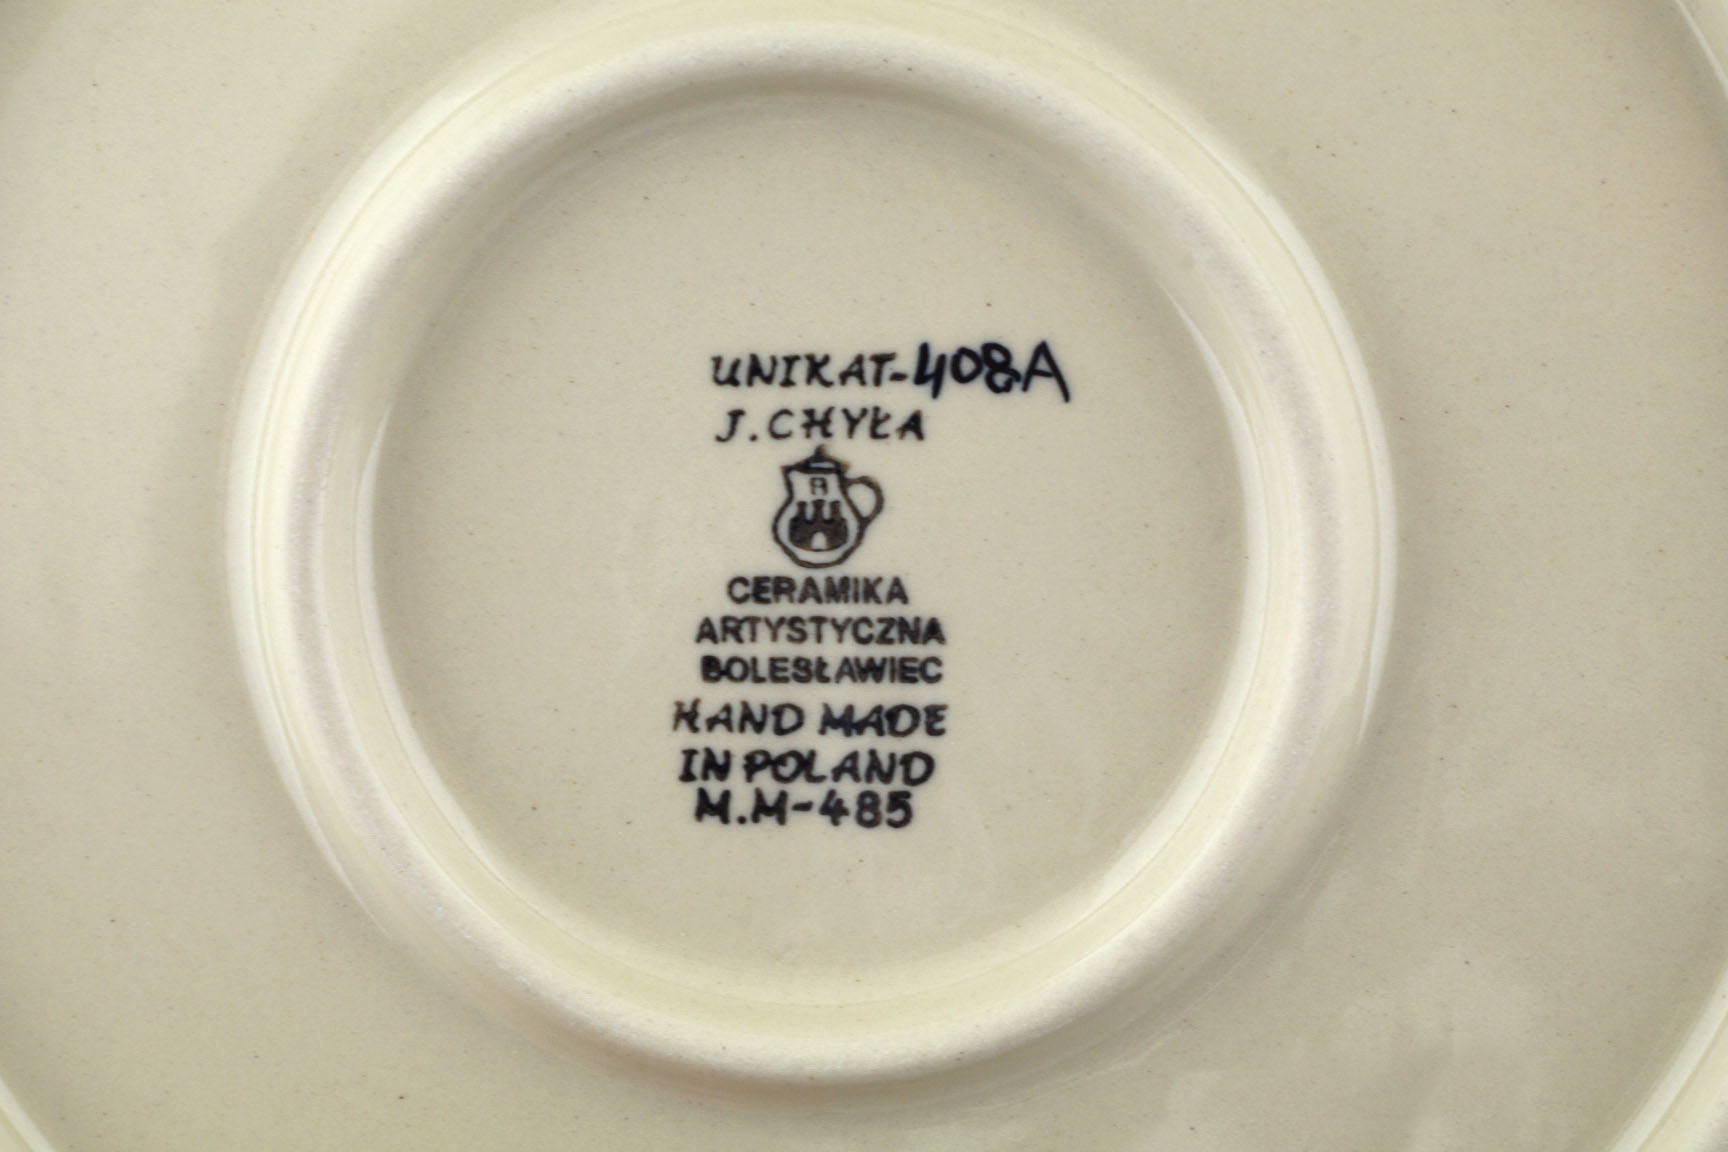 UNIKAT-408A
J. CHYŁA
A
CERAMIKA
ARTYSTYCZNA
BOLESŁAWIEC
HAND MADE
IN POLAND
M.M-485